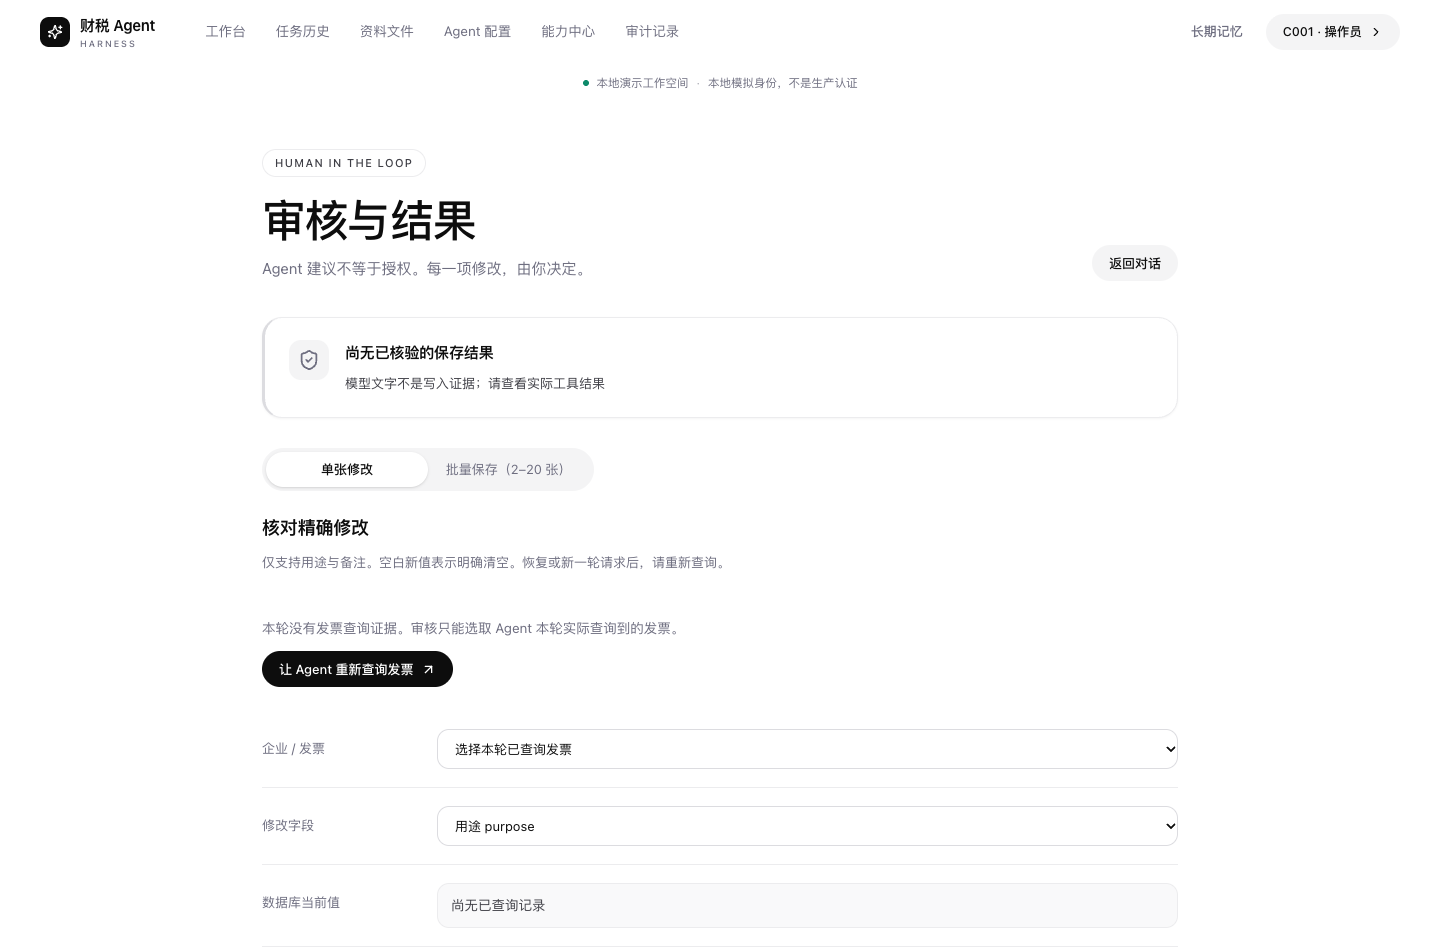 财税 Agent
HARNESS
工作台
任务历史
资料文件
Agent 配置
能力中心
审计记录
长期记忆
C001 · 操作员
本地演示工作空间 · 本地模拟身份，不是生产认证
HUMAN IN THE LOOP
审核与结果
Agent 建议不等于授权。每一项修改，由你决定。
返回对话
尚无已核验的保存结果
模型文字不是写入证据；请查看实际工具结果
单张修改
批量保存（2–20 张）
核对精确修改
仅支持用途与备注。空白新值表示明确清空。恢复或新一轮请求后，请重新查询。
本轮没有发票查询证据。审核只能选取 Agent 本轮实际查询到的发票。
让 Agent 重新查询发票
企业 / 发票
选择本轮已查询发票
修改字段
用途 purpose
数据库当前值
尚无已查询记录